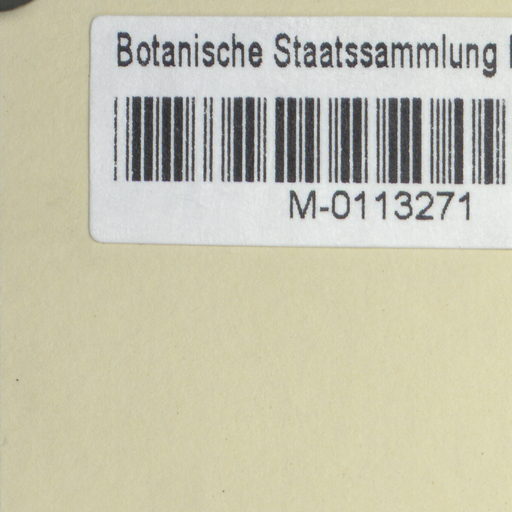 Botanische Staatssammlung
M-0113271